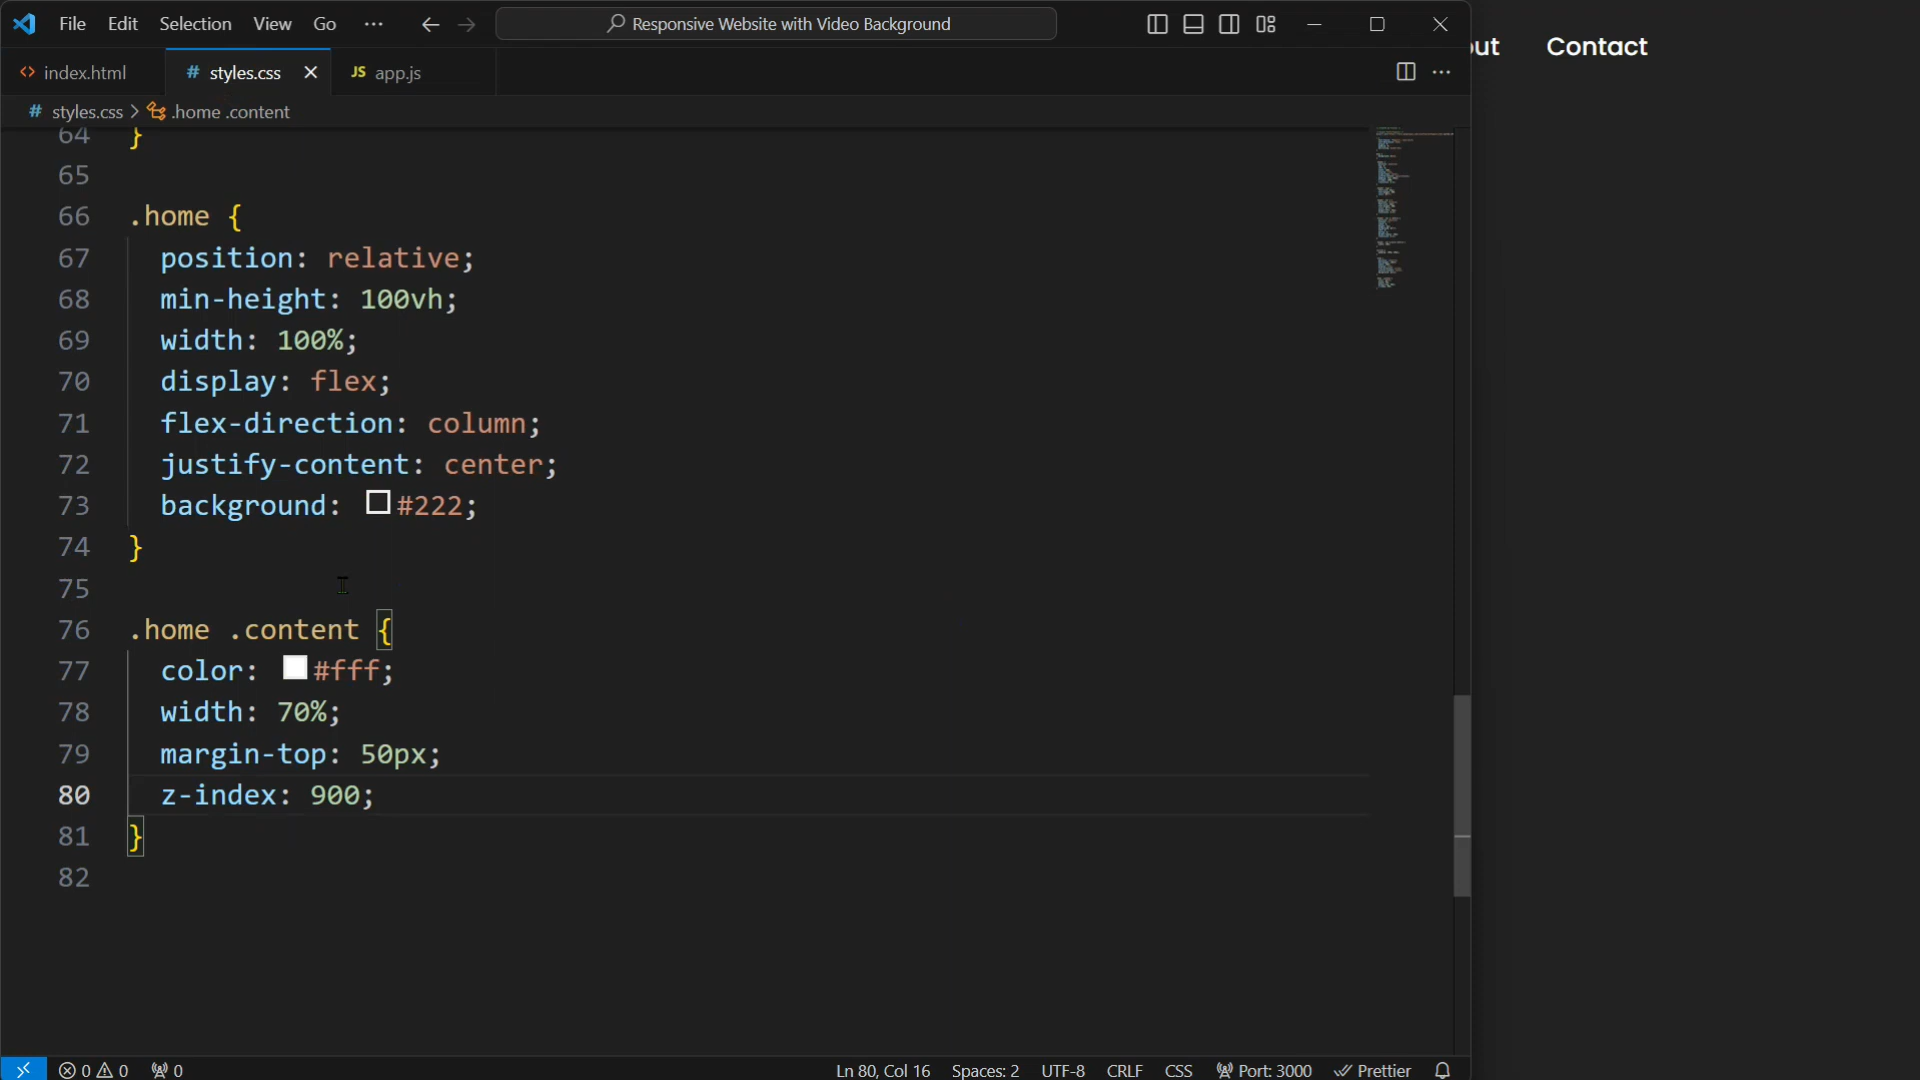 File Edit Selection View Go ··· Responsive Website with Video Background
out Contact
index.html # styles.css JS app.js
# styles.css > .home .content
64 }
65
66 .home {
67 position: relative;
68 min-height: 100vh;
69 width: 100%;
70 display: flex;
71 flex-direction: column;
72 justify-content: center;
73 background: #222;
74 }
75
76 .home .content {
77 color: #fff;
78 width: 70%;
79 margin-top: 50px;
80 z-index: 900;
81 }
82
0 0 0 Ln 80, Col 16 Spaces: 2 UTF-8 CRLF CSS Port: 3000 Prettier